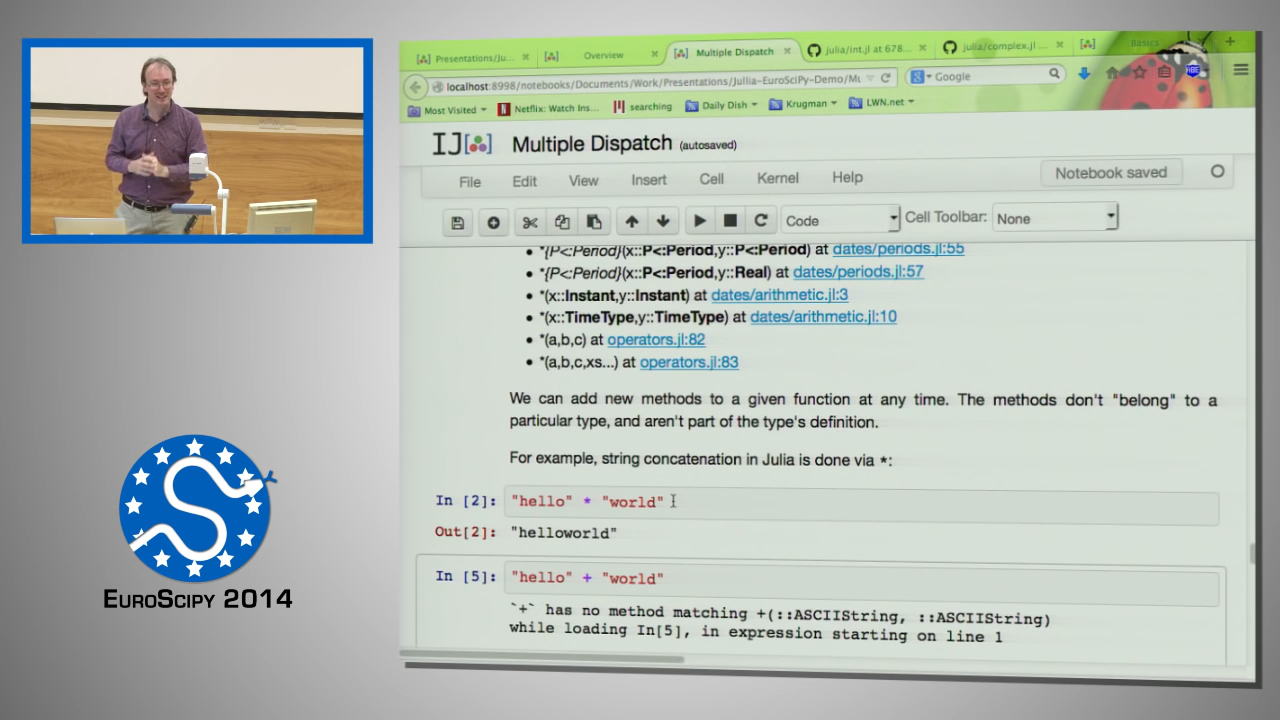 Presentations/Ju...
Overview
Multiple Dispatch
julia/int.jl at 678...
julia/complex.jl ...
Basics
localhost:8998/notebooks/Documents/Work/Presentations/Jullia-EuroSciPy-Demo/Mu
Google
Most Visited
Netflix: Watch Ins...
searching
Daily Dish
Krugman
LWN.net
IJ Multiple Dispatch (autosaved)
File Edit View Insert Cell Kernel Help
Notebook saved
Code
Cell Toolbar: None
*{P<:Period}(x::P<:Period,y::P<:Period) at dates/periods.jl:55
*{P<:Period}(x::P<:Period,y::Real) at dates/periods.jl:57
*(x::Instant,y::Instant) at dates/arithmetic.jl:3
*(x::TimeType,y::TimeType) at dates/arithmetic.jl:10
*(a,b,c) at operators.jl:82
*(a,b,c,xs...) at operators.jl:83
We can add new methods to a given function at any time. The methods don't "belong" to a
particular type, and aren't part of the type's definition.
For example, string concatenation in Julia is done via *:
In [2]: "hello" * "world"
Out[2]: "helloworld"
In [5]: "hello" + "world"
`+` has no method matching +(::ASCIIString, ::ASCIIString)
while loading In[5], in expression starting on line 1
EuroScipy 2014